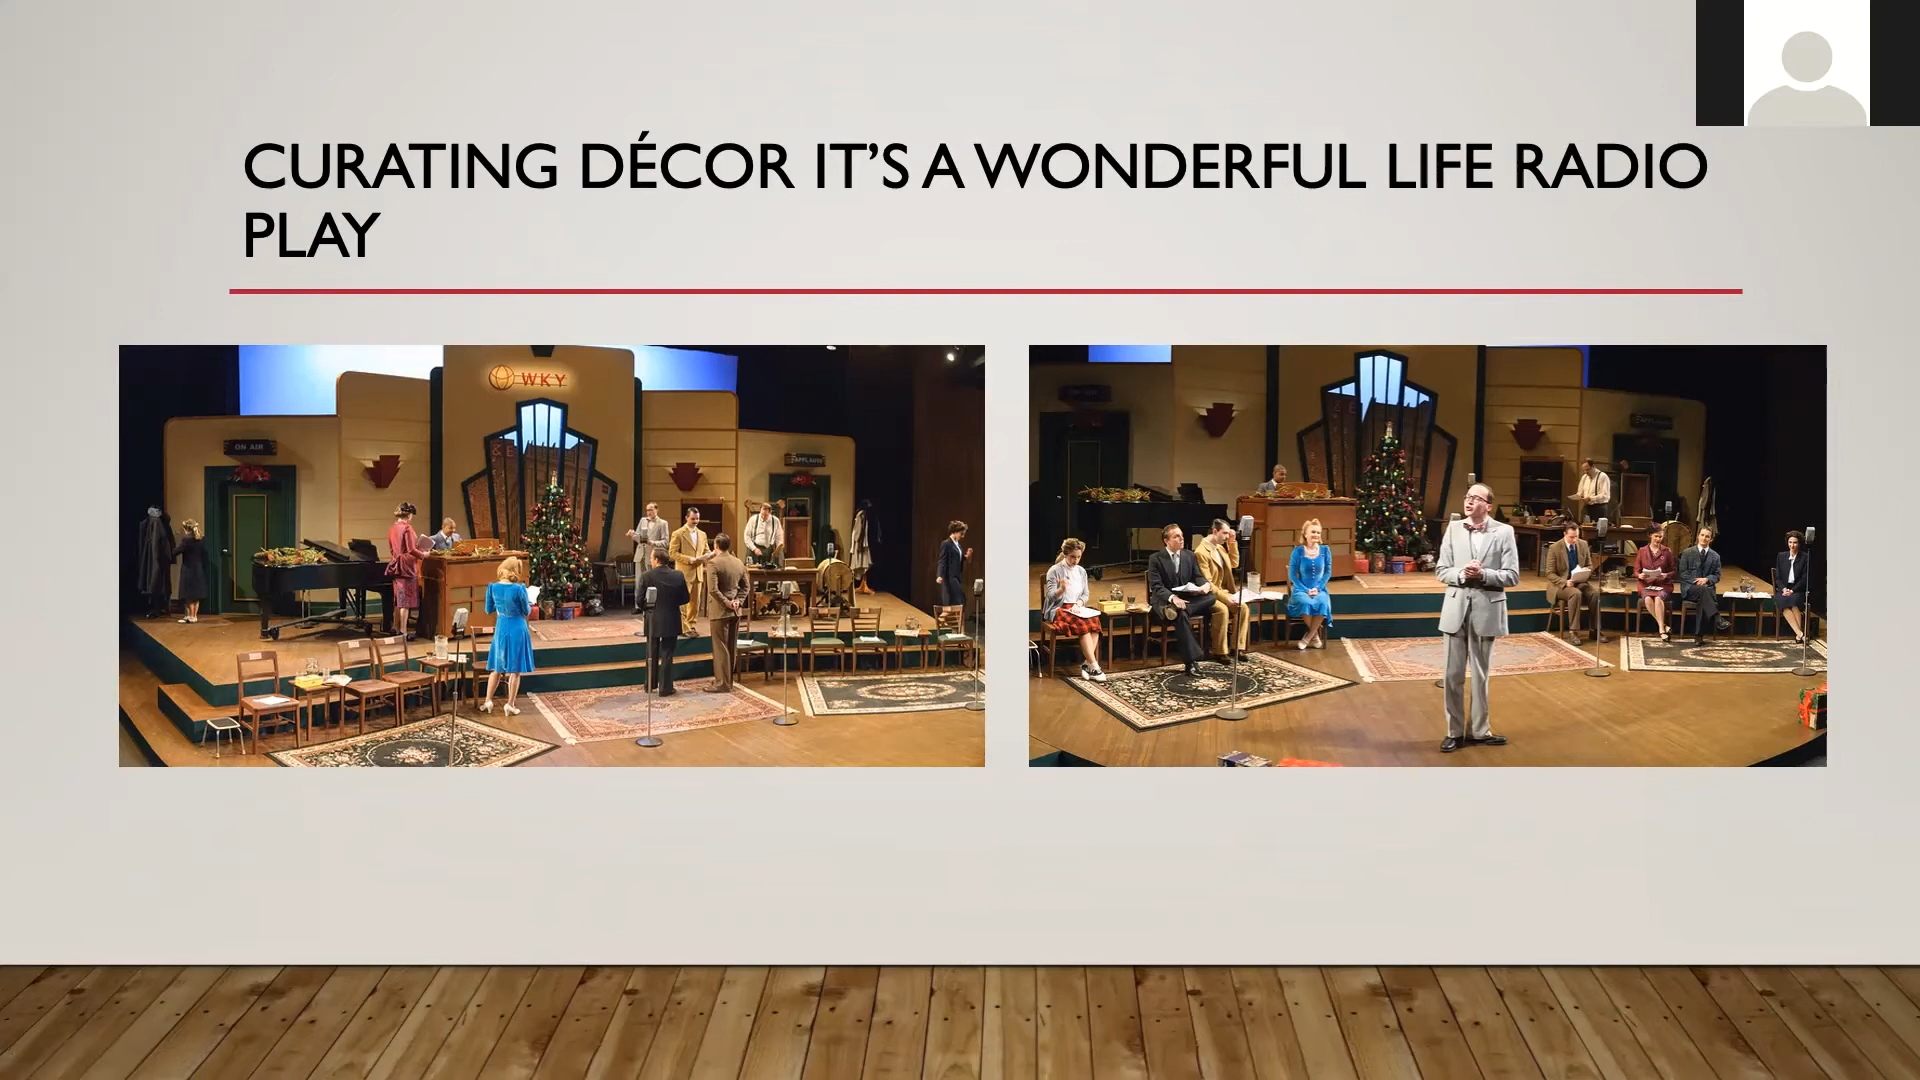 CURATING DÉCOR IT’S A WONDERFUL LIFE RADIO
PLAY
WKY
ON AIR
APPLAUSE